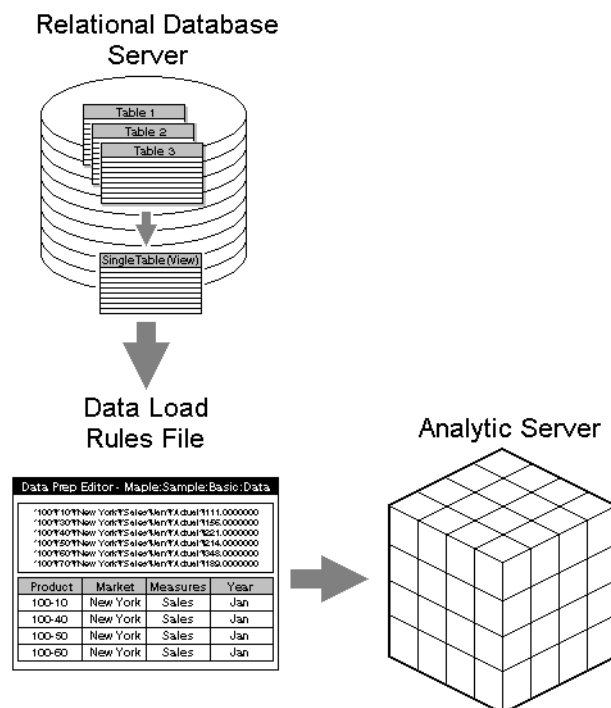 Relational Database
Server
Table 1
Table 2
Table 3
Single Table (View)
Data Load
Rules File
Analytic Server
Data Prep Editor - Maple:Sample:Basic:Data
Product Market Measures Year
100-10 New York Sales Jan
100-40 New York Sales Jan
100-50 New York Sales Jan
100-60 New York Sales Jan